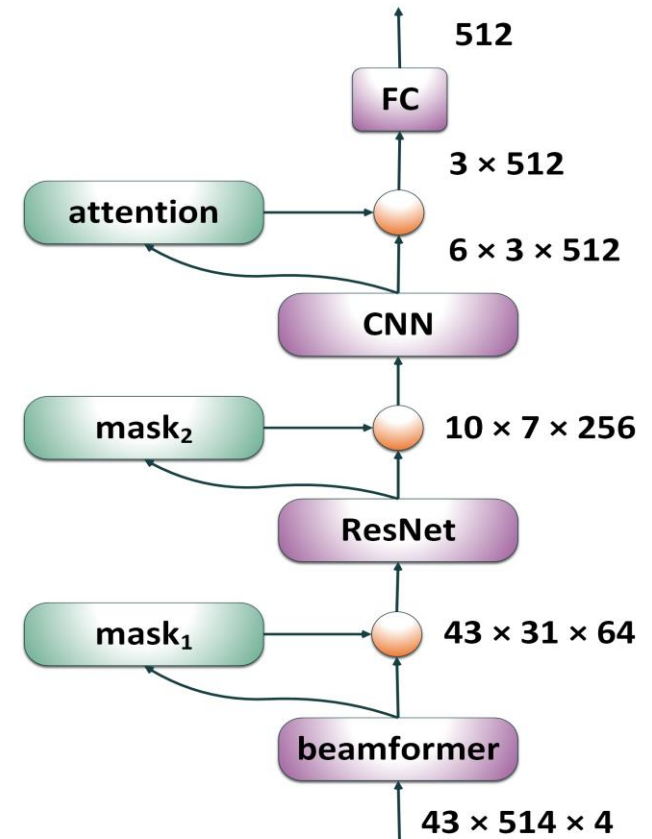 512
FC
3 × 512
attention
6 × 3 × 512
CNN
mask₂
10 × 7 × 256
ResNet
mask₁
43 × 31 × 64
beamformer
43 × 514 × 4